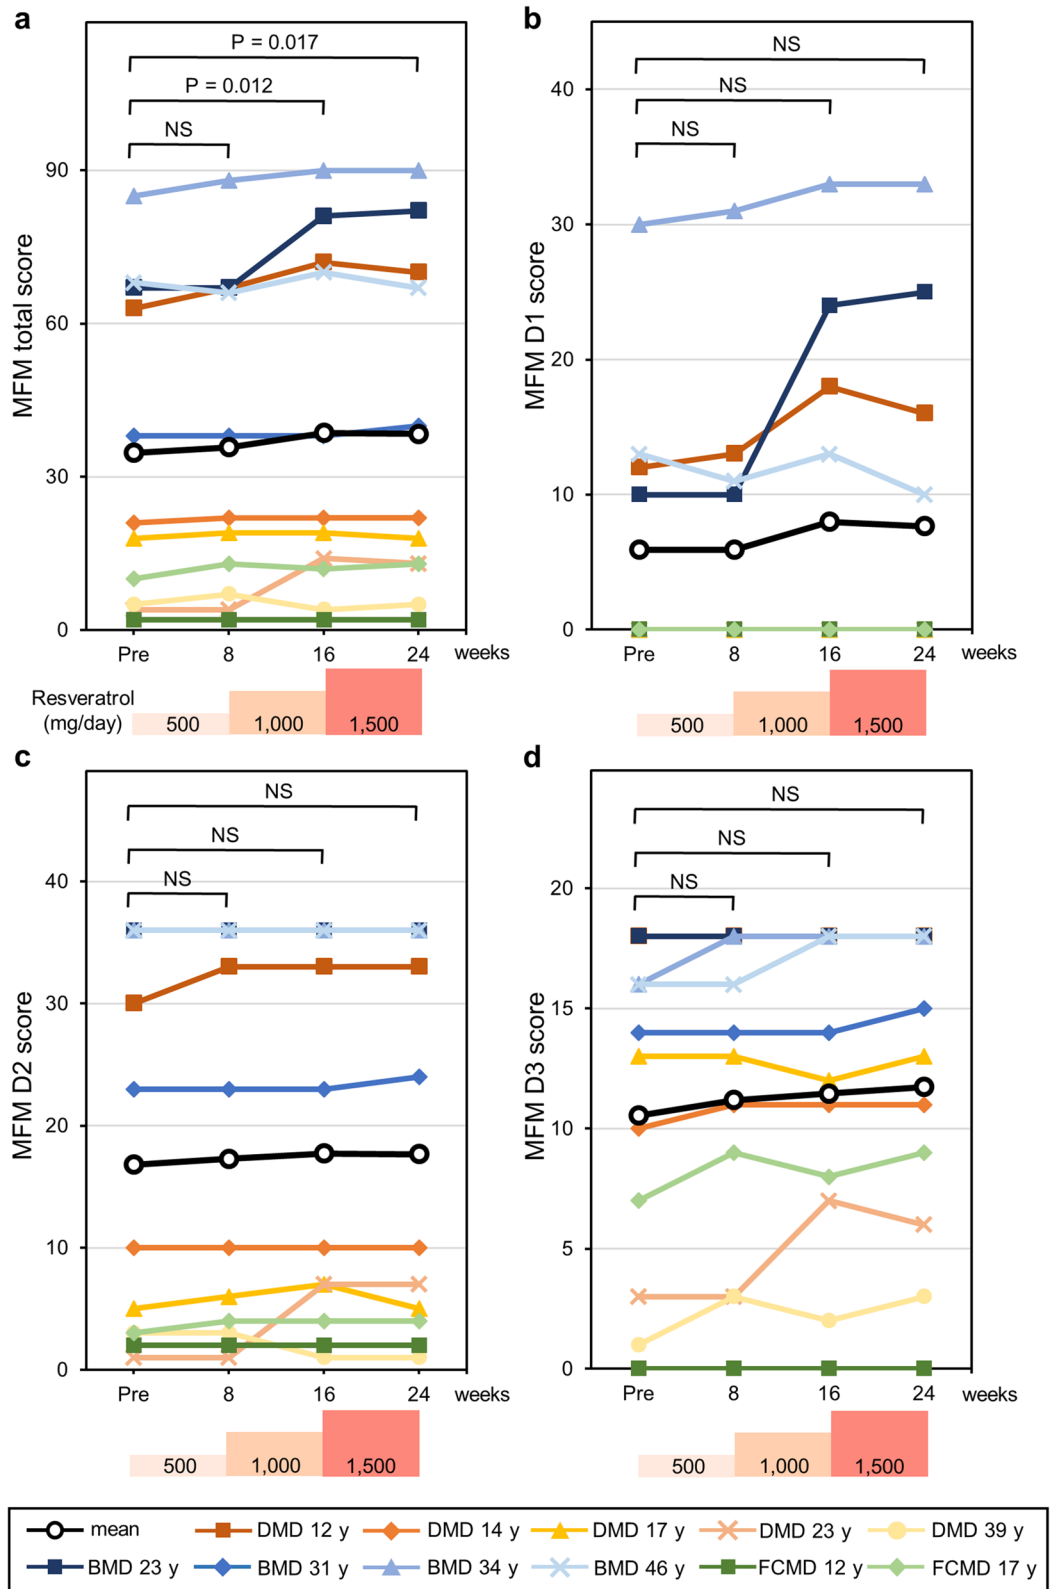 a
P = 0.017
P = 0.012
NS
90
60
30
0
MFM total score
Pre 8 16 24 weeks
Resveratrol
(mg/day)
500 1,000 1,500
b
NS
NS
NS
40
30
20
10
0
MFM D1 score
Pre 8 16 24 weeks
500 1,000 1,500
c
NS
NS
NS
40
30
20
10
0
MFM D2 score
Pre 8 16 24 weeks
500 1,000 1,500
d
NS
NS
NS
20
15
10
5
0
MFM D3 score
Pre 8 16 24 weeks
500 1,000 1,500
mean DMD 12 y DMD 14 y DMD 17 y DMD 23 y DMD 39 y
BMD 23 y BMD 31 y BMD 34 y BMD 46 y FCMD 12 y FCMD 17 y